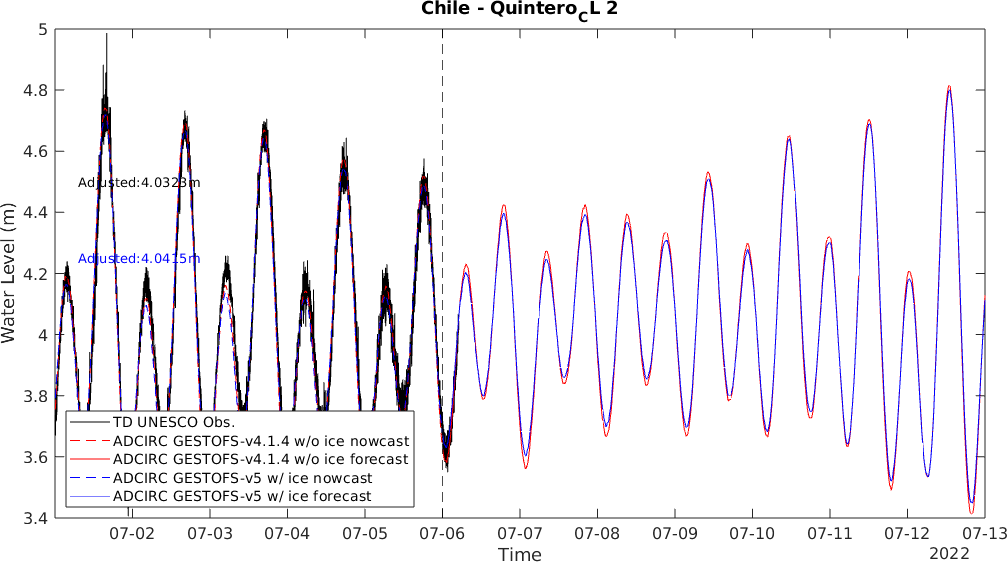 Chile - Quintero_CL 2
Water Level (m)
5
4.8
4.6
4.4
4.2
4
3.8
3.6
3.4
Adjusted:4.0323m
Adjusted:4.0415m
TD UNESCO Obs.
ADCIRC GESTOFS-v4.1.4 w/o ice nowcast
ADCIRC GESTOFS-v4.1.4 w/o ice forecast
ADCIRC GESTOFS-v5 w/ ice nowcast
ADCIRC GESTOFS-v5 w/ ice forecast
07-02 07-03 07-04 07-05 07-06 07-07 07-08 07-09 07-10 07-11 07-12 07-13
Time
2022